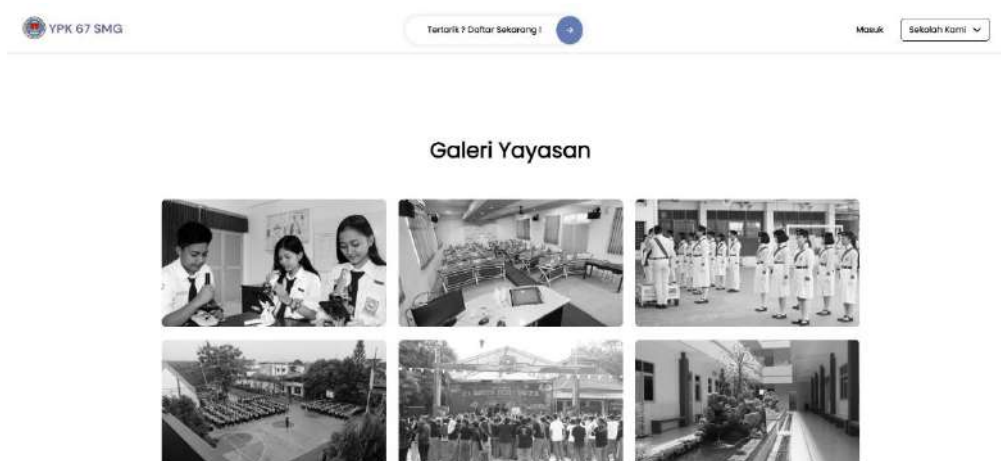 YPK 67 SMG
Tertarik ? Daftar Sekarang !
Masuk
Sekolah Kami
Galeri Yayasan